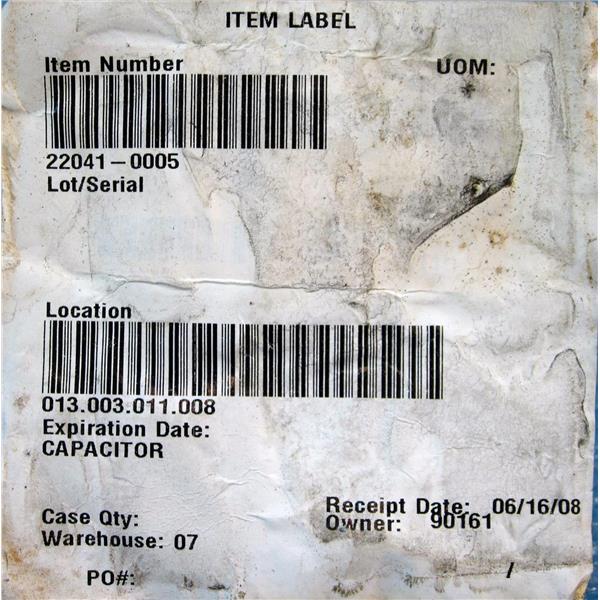 ITEM LABEL
Item Number UOM:
22041-0005
Lot/Serial
Location
013.003.011.008
Expiration Date:
CAPACITOR
Receipt Date: 06/16/08
Case Qty: Owner: 90161
Warehouse: 07
PO#: /